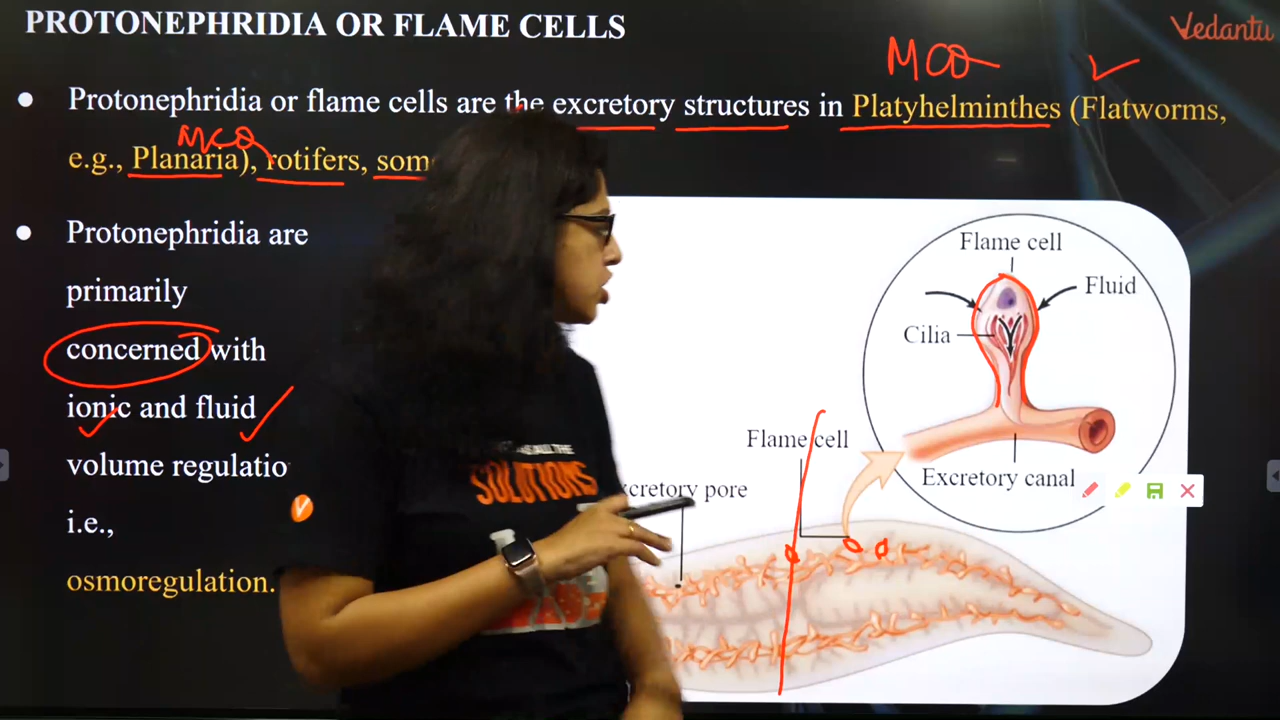 PROTONEPHRIDIA OR FLAME CELLS
Vedantu
MCQ
● Protonephridia or flame cells are the excretory structures in Platyhelminthes (Flatworms,
MCQ
e.g., Planaria), rotifers, som
● Protonephridia are
primarily
concerned with
ionic and fluid
volume regulatio
i.e.,
osmoregulation.
Flame cell
Fluid
Cilia
Excretory canal
Flame cell
xcretory pore
THE
SOLUTIONS